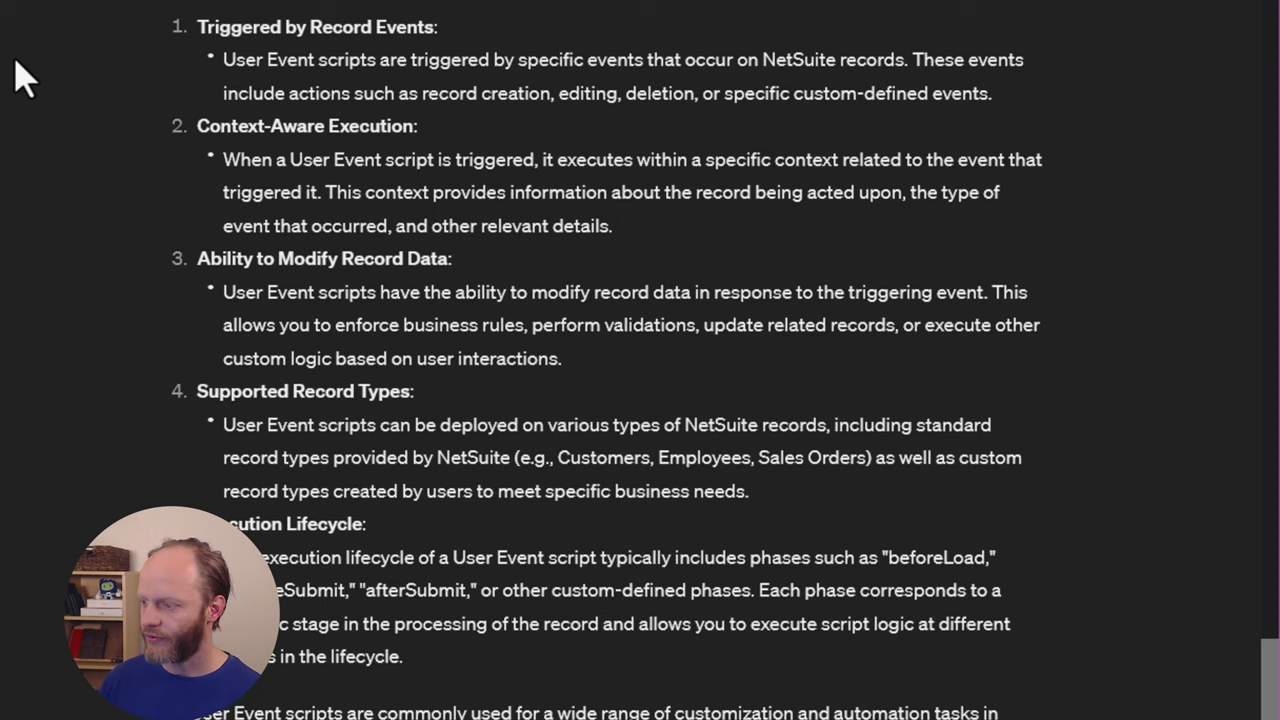 1. Triggered by Record Events:
• User Event scripts are triggered by specific events that occur on NetSuite records. These events
include actions such as record creation, editing, deletion, or specific custom-defined events.
2. Context-Aware Execution:
• When a User Event script is triggered, it executes within a specific context related to the event that
triggered it. This context provides information about the record being acted upon, the type of
event that occurred, and other relevant details.
3. Ability to Modify Record Data:
• User Event scripts have the ability to modify record data in response to the triggering event. This
allows you to enforce business rules, perform validations, update related records, or execute other
custom logic based on user interactions.
4. Supported Record Types:
• User Event scripts can be deployed on various types of NetSuite records, including standard
record types provided by NetSuite (e.g., Customers, Employees, Sales Orders) as well as custom
record types created by users to meet specific business needs.
Lifecycle:
execution lifecycle of a User Event script typically includes phases such as "beforeLoad,"
"afterSubmit," or other custom-defined phases. Each phase corresponds to a
stage in the processing of the record and allows you to execute script logic at different
in the lifecycle.
User Event scripts are commonly used for a wide range of customization and automation tasks in